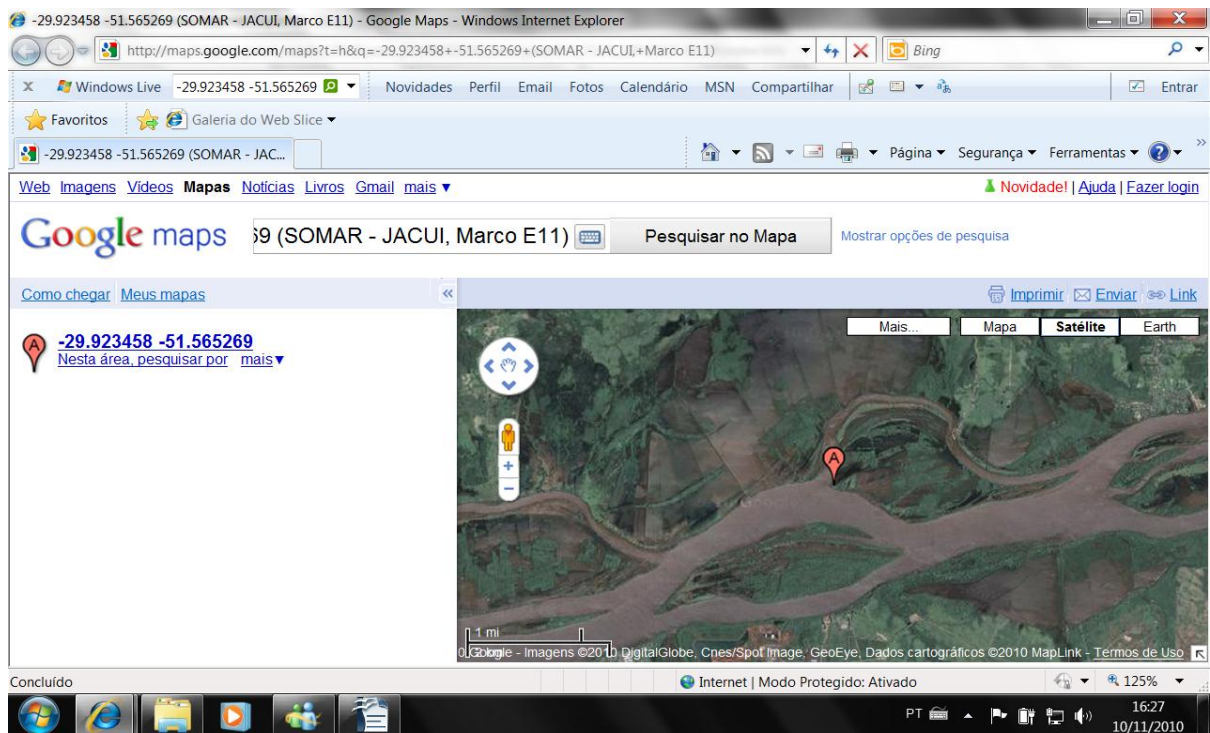 -29.923458 -51.565269 (SOMAR - JACUI, Marco E11) - Google Maps - Windows Internet Explorer
http://maps.google.com/maps?t=h&q=-29.923458+-51.565269+(SOMAR - JACUI,+Marco E11) Bing
x Windows Live -29.923458 -51.565269 Novidades Perfil Email Fotos Calendário MSN Compartilhar Entrar
Favoritos Galeria do Web Slice
-29.923458 -51.565269 (SOMAR - JAC... Página Segurança Ferramentas
Web Imagens Vídeos Mapas Notícias Livros Gmail mais Novidade! | Ajuda | Fazer login
Google maps 69 (SOMAR - JACUI, Marco E11) Pesquisar no Mapa Mostrar opções de pesquisa
Como chegar Meus mapas « Imprimir Enviar Link
Mais... Mapa Satélite Earth
A -29.923458 -51.565269
Nesta área, pesquisar por mais
A
1 mi
2 km
Google - Imagens ©2010 DigitalGlobe, Cnes/Spot Image, GeoEye, Dados cartográficos ©2010 MapLink - Termos de Uso
Concluído Internet | Modo Protegido: Ativado 125%
PT 16:27
10/11/2010